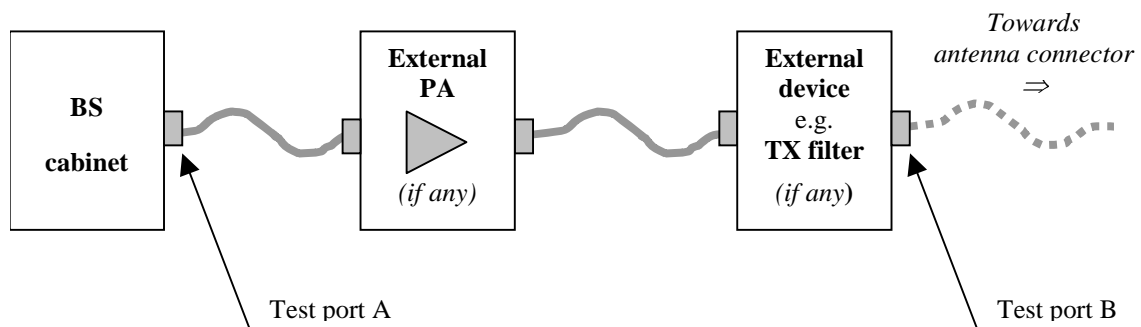 BS
cabinet
External
PA
(if any)
External
device
e.g.
TX filter
(if any)
Towards
antenna connector
⇒
Test port A
Test port B